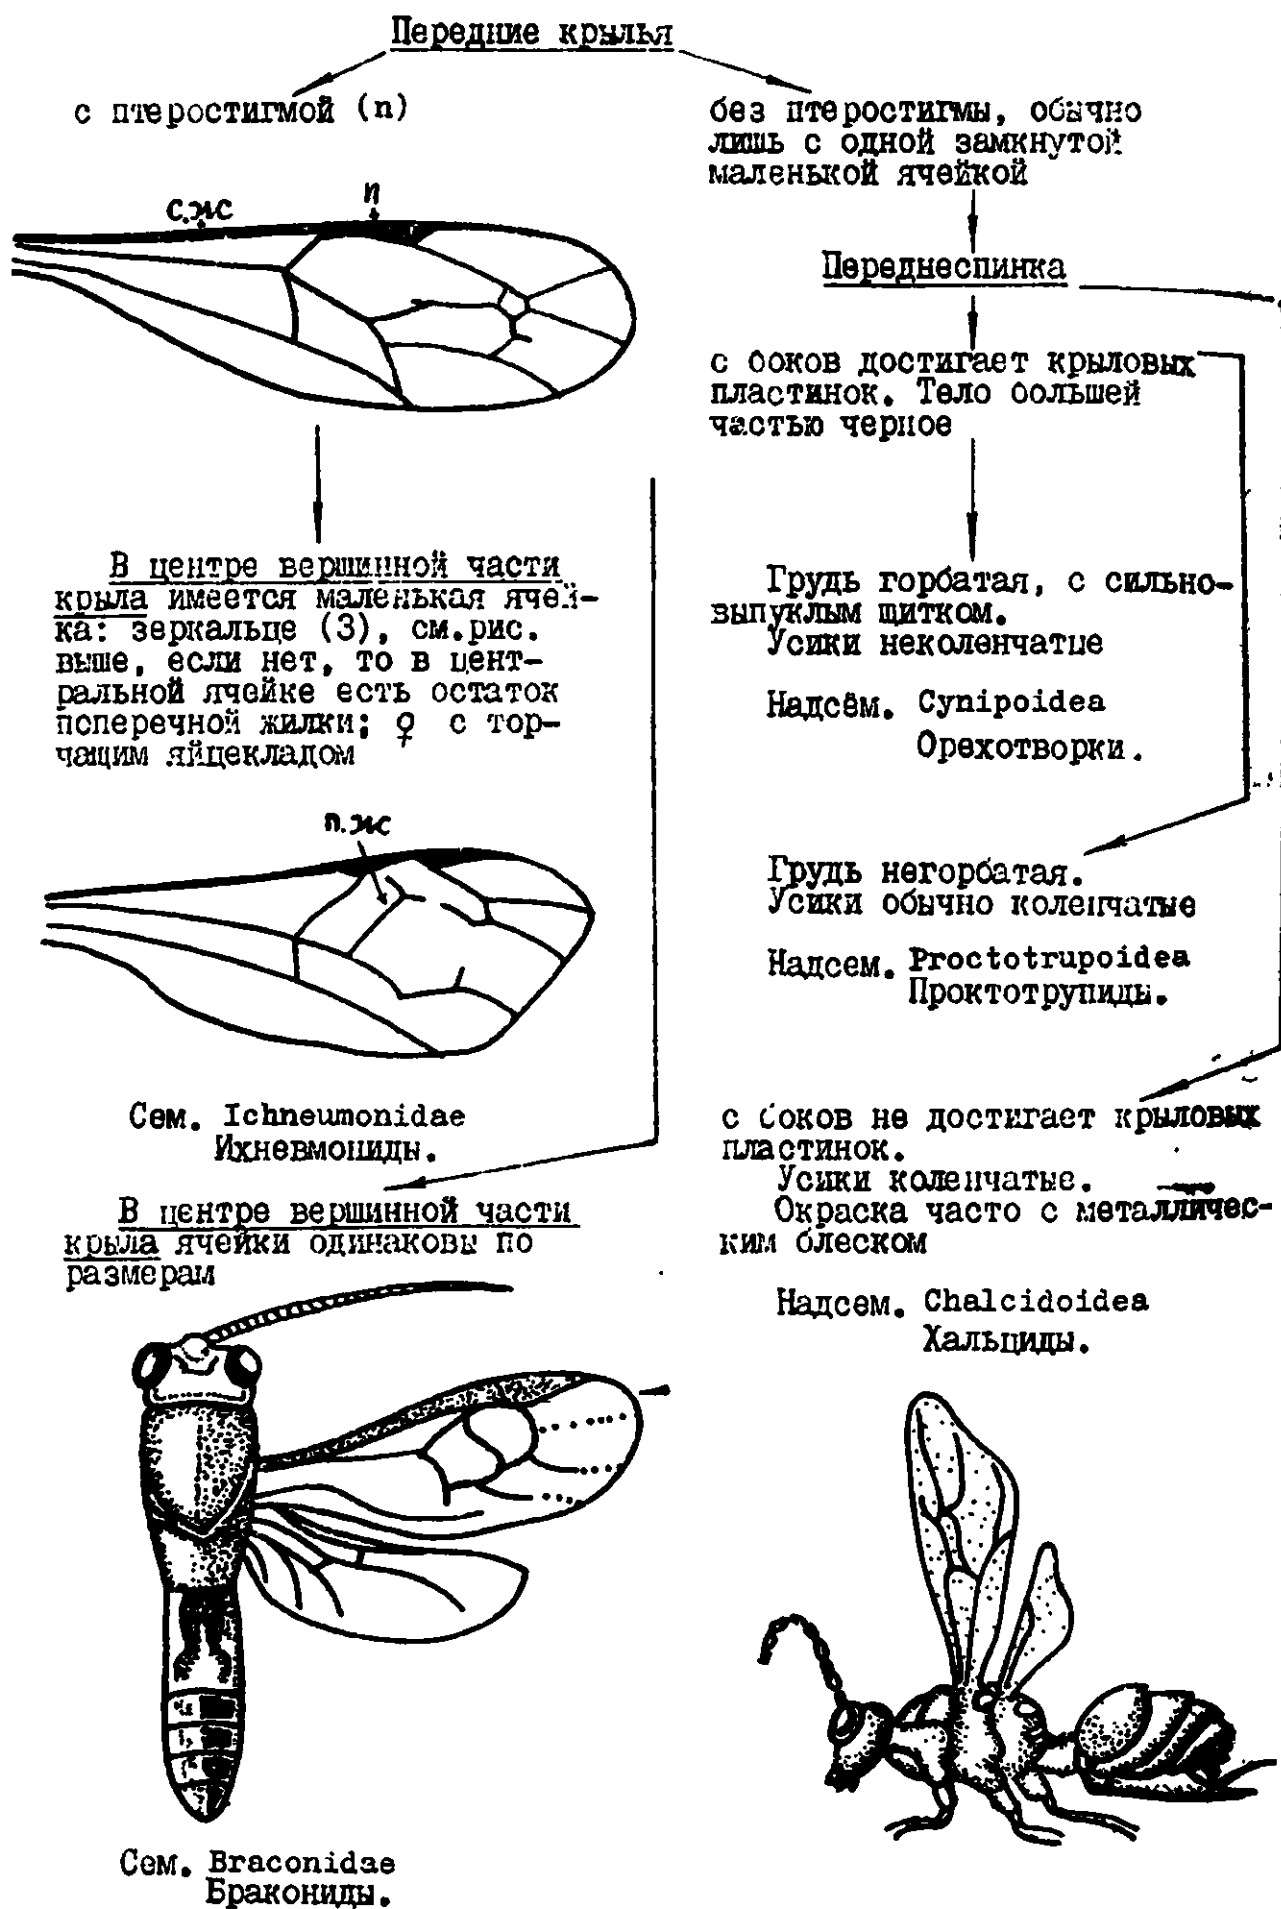 Передние крылья
с птеростигмой (п)
с.ж
п
В центре вершинной части
крыла имеется маленькая ячей-
ка: зеркальце (З), см.рис.
выше, если нет, то в цент-
ральной ячейке есть остаток
поперечной жилки; ♀ с тор-
чащим яйцекладом
п.ж
Сем. Ichneumonidae
Ихневмониды.
В центре вершинной части
крыла ячейки одинаковы по
размерам
Сем. Braconidae
Бракониды.
без птеростигмы, обычно
лишь с одной замкнутой
маленькой ячейкой
Переднеспинка
с боков достигает крыловых
пластинок. Тело большей
частью черное
Грудь горбатая, с сильно-
выпуклым щитком.
Усики неколенчатые
Надсем. Cynipoidea
Орехотворки.
Грудь негорбатая.
Усики обычно коленчатые
Надсем. Proctotrupoidea
Проктотрупиды.
с боков не достигает крыловых
пластинок.
Усики коленчатые.
Окраска часто с металличес-
ким блеском
Надсем. Chalcidoidea
Хальциды.